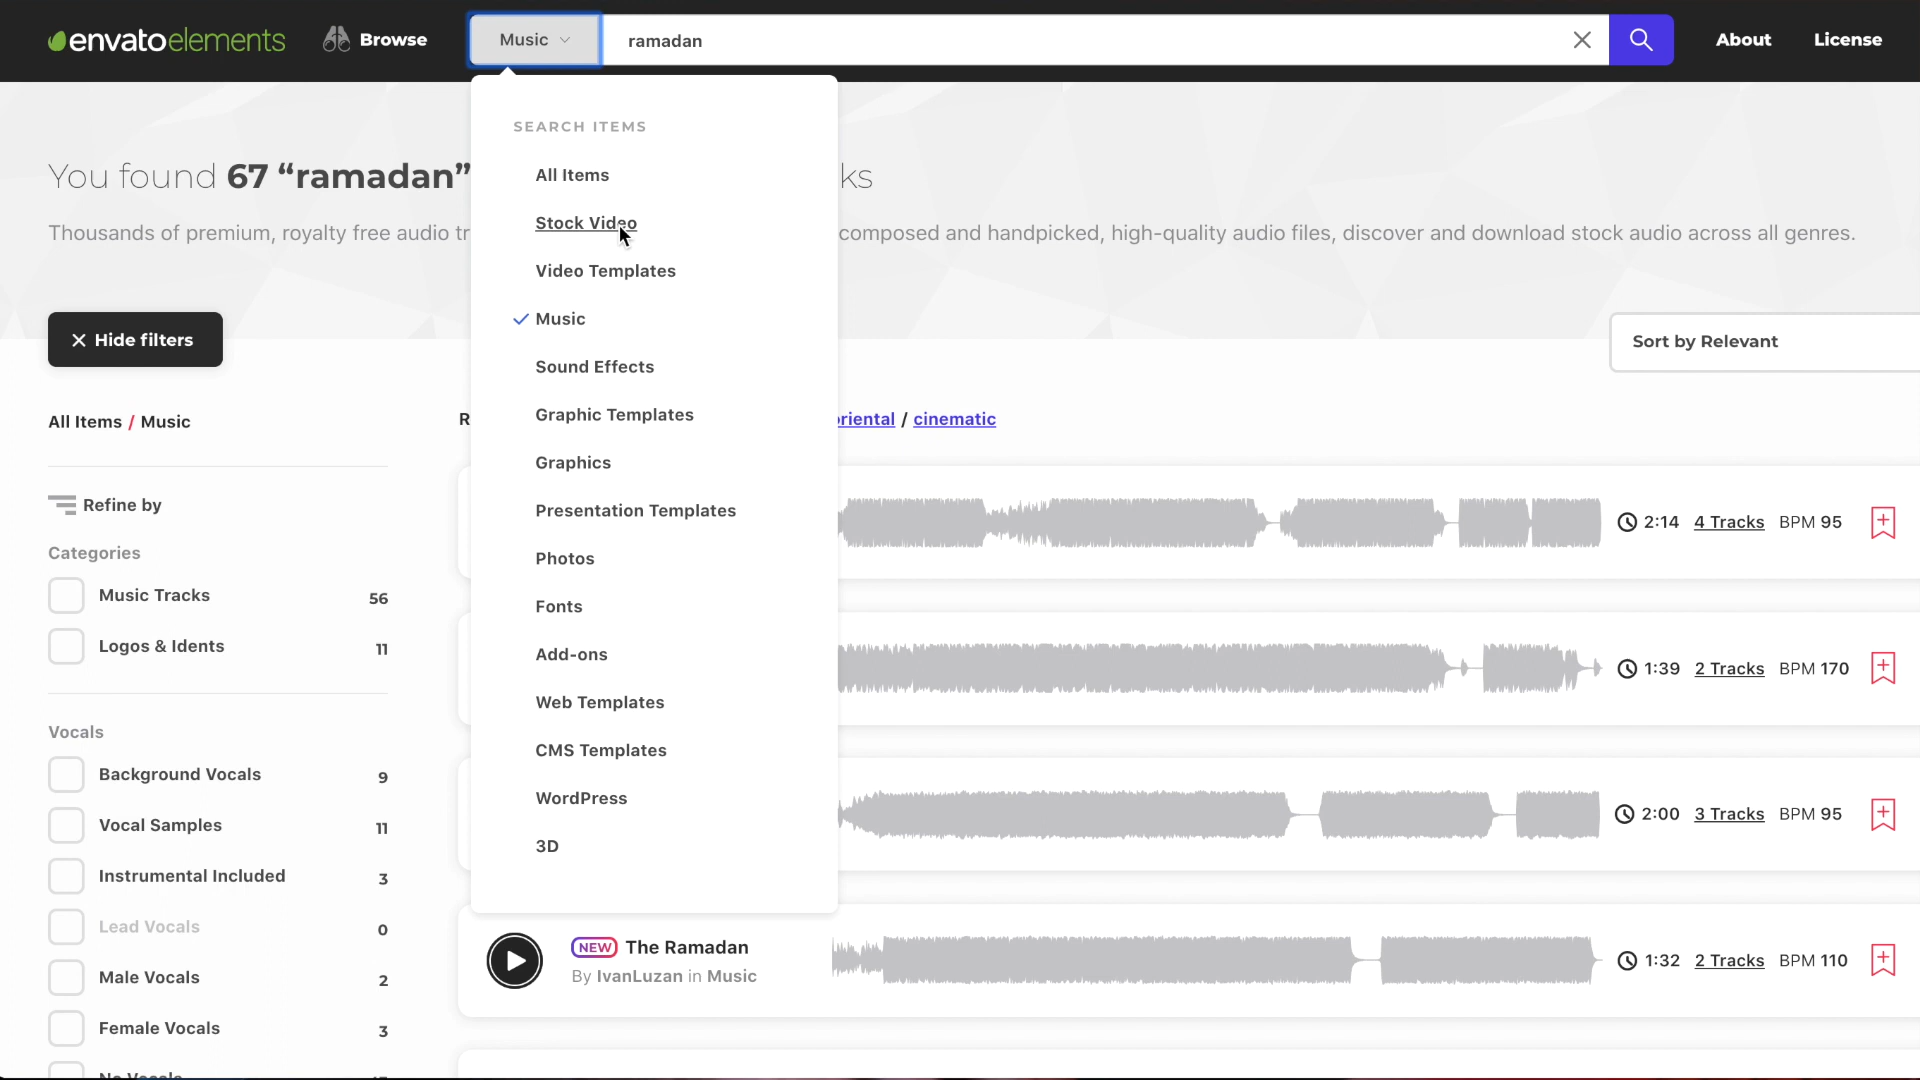 envato elements
Browse
Music
ramadan
About
License
SEARCH ITEMS
All Items
Stock Video
Video Templates
Music
Sound Effects
Graphic Templates
Graphics
Presentation Templates
Photos
Fonts
Add-ons
Web Templates
CMS Templates
WordPress
3D
You found 67 “ramadan”
Thousands of premium, royalty free audio
composed and handpicked, high-quality audio files, discover and download stock audio across all genres.
Hide filters
Sort by Relevant
All Items / Music
/ cinematic
Refine by
Categories
Music Tracks 56
Logos & Idents 11
Vocals
Background Vocals 9
Vocal Samples 11
Instrumental Included 3
Lead Vocals 0
Male Vocals 2
Female Vocals 3
2:14 4 Tracks BPM 95
1:39 2 Tracks BPM 170
2:00 3 Tracks BPM 95
NEW The Ramadan
By IvanLuzan in Music
1:32 2 Tracks BPM 110